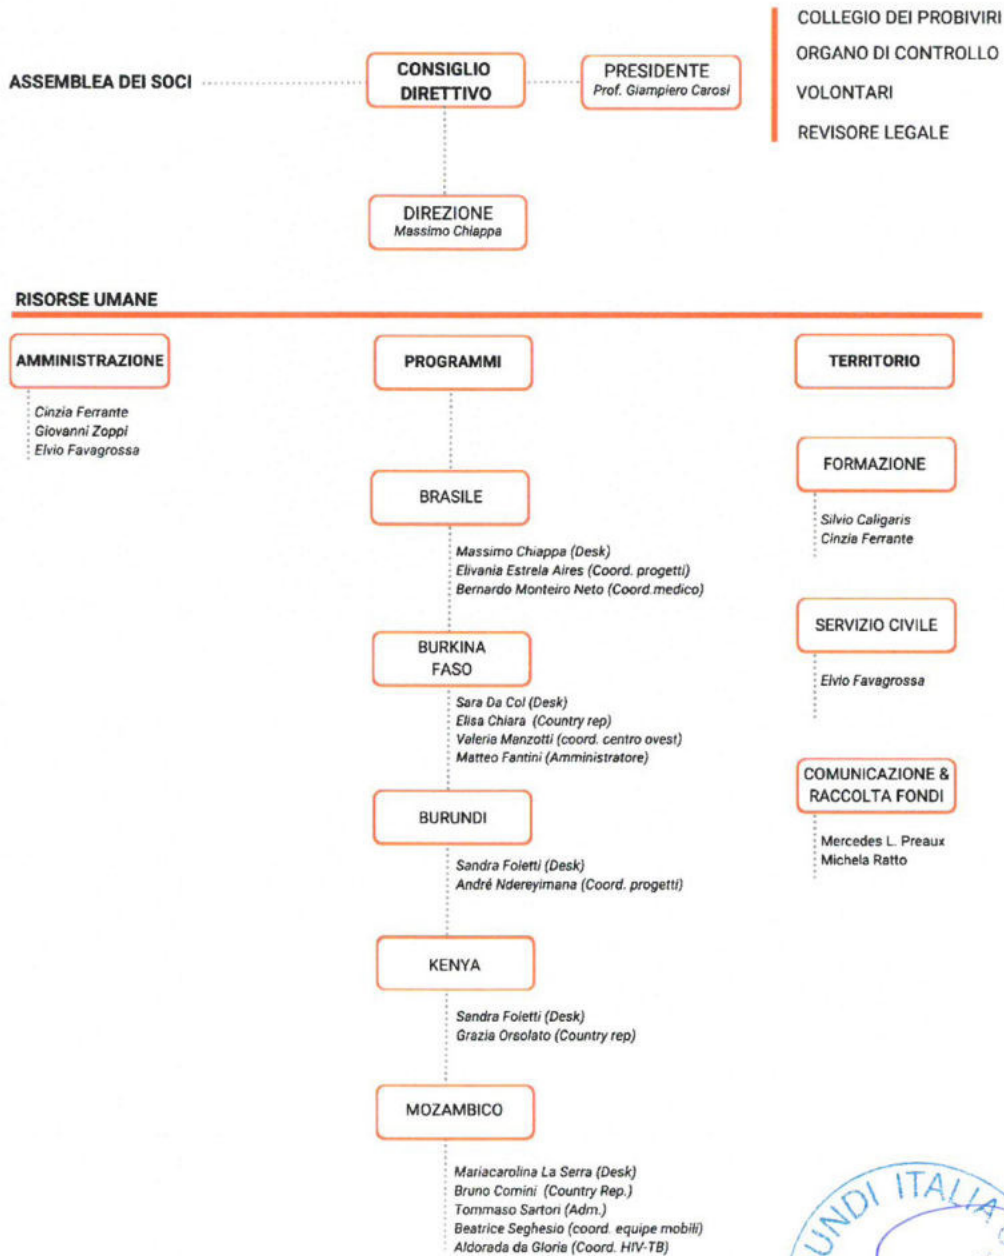 COLLEGIO DEI PROBIVIRI
ORGANO DI CONTROLLO
VOLONTARI
REVISORE LEGALE
ASSEMBLEA DEI SOCI
CONSIGLIO
DIRETTIVO
PRESIDENTE
Prof. Giampiero Carosi
DIREZIONE
Massimo Chiappa
RISORSE UMANE
AMMINISTRAZIONE
Cinzia Ferrante
Giovanni Zoppi
Elvio Favagrossa
PROGRAMMI
BRASILE
Massimo Chiappa (Desk)
Elivania Estrela Aires (Coord. progetti)
Bernardo Monteiro Neto (Coord.medico)
BURKINA
FASO
Sara Da Col (Desk)
Elisa Chiara (Country rep)
Valeria Manzotti (coord. centro ovest)
Matteo Fantini (Amministratore)
BURUNDI
Sandra Foletti (Desk)
André Ndereyimana (Coord. progetti)
KENYA
Sandra Foletti (Desk)
Grazia Orsolato (Country rep)
MOZAMBICO
Mariacarolina La Serra (Desk)
Bruno Comini (Country Rep.)
Tommaso Sartori (Adm.)
Beatrice Seghesio (coord. equipe mobili)
Aldorada da Gloria (Coord. HIV-TB)
TERRITORIO
FORMAZIONE
Silvio Caligaris
Cinzia Ferrante
SERVIZIO CIVILE
Elvio Favagrossa
COMUNICAZIONE &
RACCOLTA FONDI
Mercedes L. Preaux
Michela Ratto
UNDI ITALIA